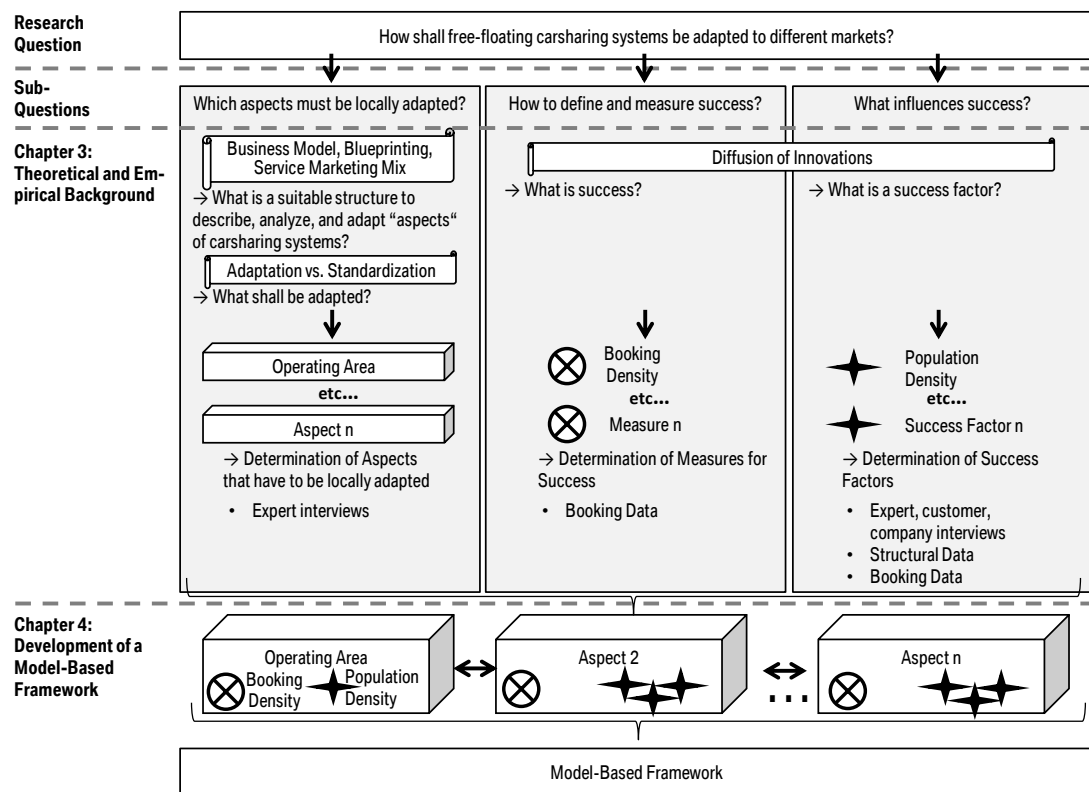 Research
Question
How shall free-floating carsharing systems be adapted to different markets?
Sub-
Questions
Which aspects must be locally adapted?
How to define and measure success?
What influences success?
Chapter 3:
Theoretical and Em-
pirical Background
Business Model, Blueprinting,
Service Marketing Mix
→ What is a suitable structure to
describe, analyze, and adapt “aspects“
of carsharing systems?
Adaptation vs. Standardization
→ What shall be adapted?
Operating Area
etc...
Aspect n
→ Determination of Aspects
that have to be locally adapted
• Expert interviews
Diffusion of Innovations
→ What is success?
Booking
Density
etc...
Measure n
→ Determination of Measures for
Success
• Booking Data
→ What is a success factor?
Population
Density
etc...
Success Factor n
→ Determination of Success
Factors
• Expert, customer,
company interviews
• Structural Data
• Booking Data
Chapter 4:
Development of a
Model-Based
Framework
Operating Area
Booking
Density
Population
Density
Aspect 2
...
Aspect n
Model-Based Framework